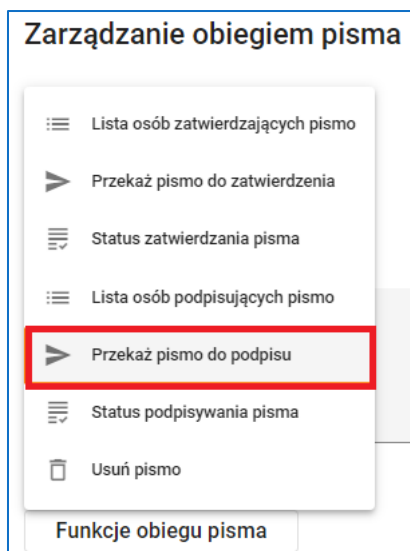 Zarządzanie obiegiem pisma
Lista osób zatwierdzających pismo
Przekaż pismo do zatwierdzenia
Status zatwierdzania pisma
Lista osób podpisujących pismo
Przekaż pismo do podpisu
Status podpisywania pisma
Usuń pismo
Funkcje obiegu pisma